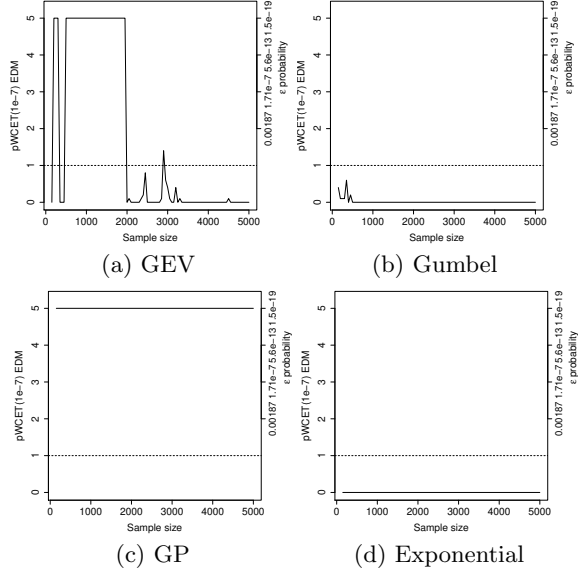 5
4
3
2
1
0
pWCET(1e-7) EDM
0.00187 1.71e-7 5.6e-13 1.5e-19
ε probability
0 1000 2000 3000 4000 5000
Sample size
(a) GEV
5
4
3
2
1
0
pWCET(1e-7) EDM
0.00187 1.71e-7 5.6e-13 1.5e-19
ε probability
0 1000 2000 3000 4000 5000
Sample size
(b) Gumbel
5
4
3
2
1
0
pWCET(1e-7) EDM
0.00187 1.71e-7 5.6e-13 1.5e-19
ε probability
0 1000 2000 3000 4000 5000
Sample size
(c) GP
5
4
3
2
1
0
pWCET(1e-7) EDM
0.00187 1.71e-7 5.6e-13 1.5e-19
ε probability
0 1000 2000 3000 4000 5000
Sample size
(d) Exponential